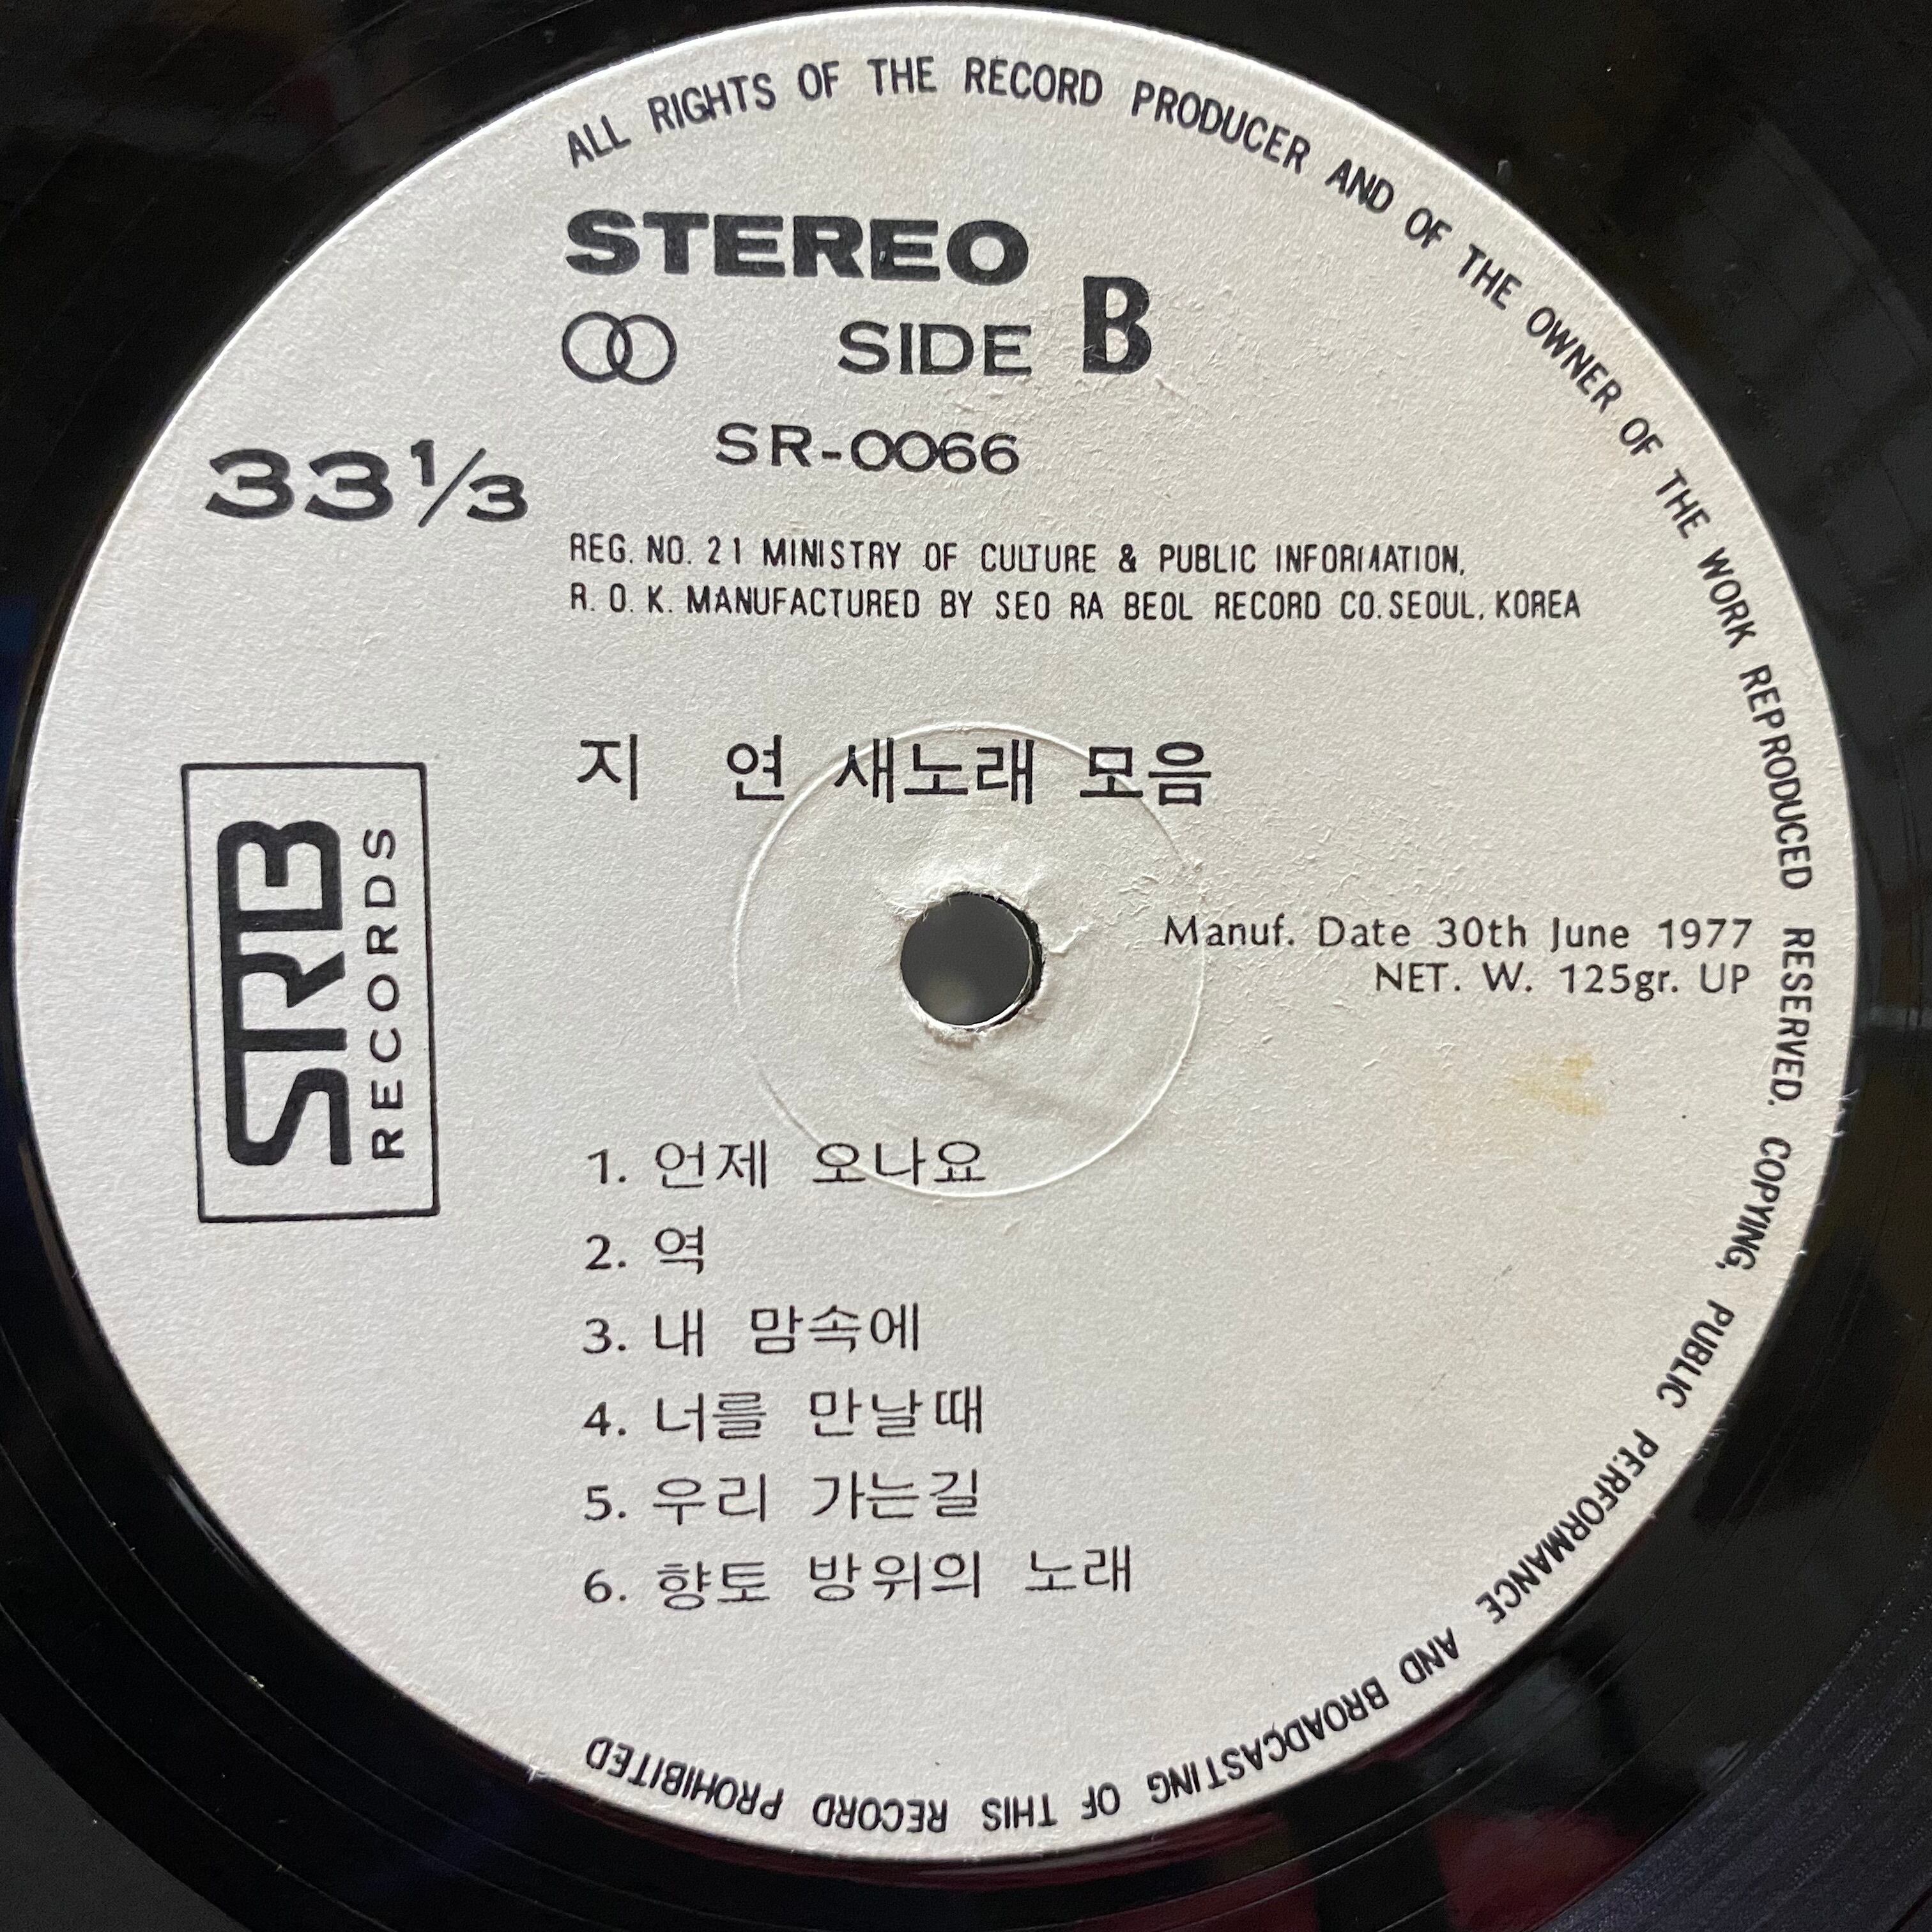 ALL RIGHTS OF THE RECORD PRODUCER AND OF THE OWNER OF THE WORK REPRODUCED RESERVED. COPYING, PUBLIC PERFORMANCE AND BROADCASTING OF THIS RECORD PROHIBITED
STEREO
SIDE B
SR-0066
33⅓
REG. NO. 21 MINISTRY OF CULTURE & PUBLIC INFORMATION,
R. O. K. MANUFACTURED BY SEO RA BEOL RECORD CO. SEOUL, KOREA
지 연 새노래 모음
SRB
RECORDS
Manuf. Date 30th June 1977
NET. W. 125gr. UP
1. 언제 오나요
2. 역
3. 내 맘속에
4. 너를 만날때
5. 우리 가는길
6. 향토 방위의 노래